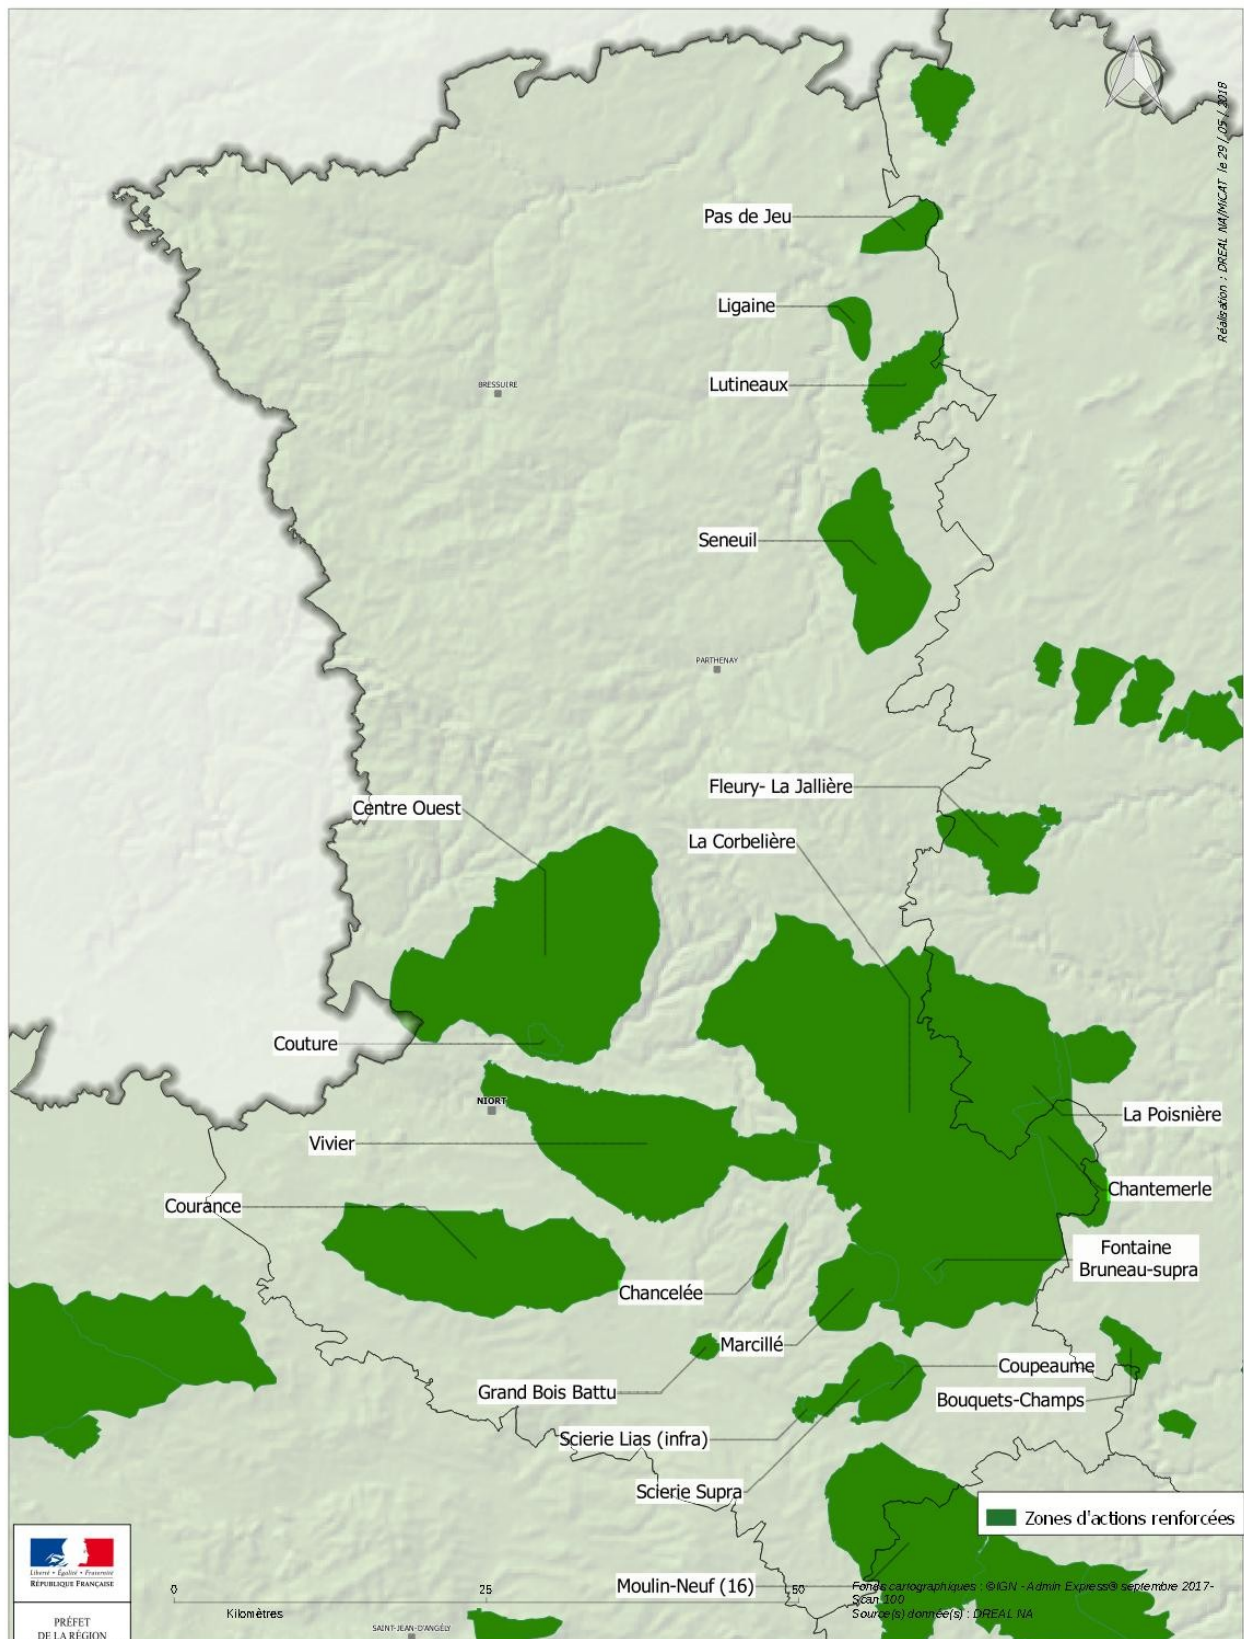 Réalisation : DREAL NA/MICAT le 29 / 05 / 2018
Pas de Jeu
Ligaine
Lutineaux
BRESSUIRE
Seneuil
PARTHENAY
Fleury- La Jallière
Centre Ouest
La Corbelière
Couture
NIORT
La Poisnière
Vivier
Chantemerle
Courance
Fontaine
Bruneau-supra
Chancelée
Marcillé
Coupeaume
Grand Bois Battu
Bouquets-Champs
Scierie Lias (infra)
Scierie Supra
Zones d'actions renforcées
Moulin-Neuf (16)
0
25
50
Kilomètres
Fonds cartographiques : ©IGN - Admin Express® septembre 2017-
Scan 100
Source(s) donnée(s) : DREAL NA
SAINT-JEAN-D'ANGÉLY
Liberté • Égalité • Fraternité
RÉPUBLIQUE FRANÇAISE
PRÉFET
DE LA RÉGION